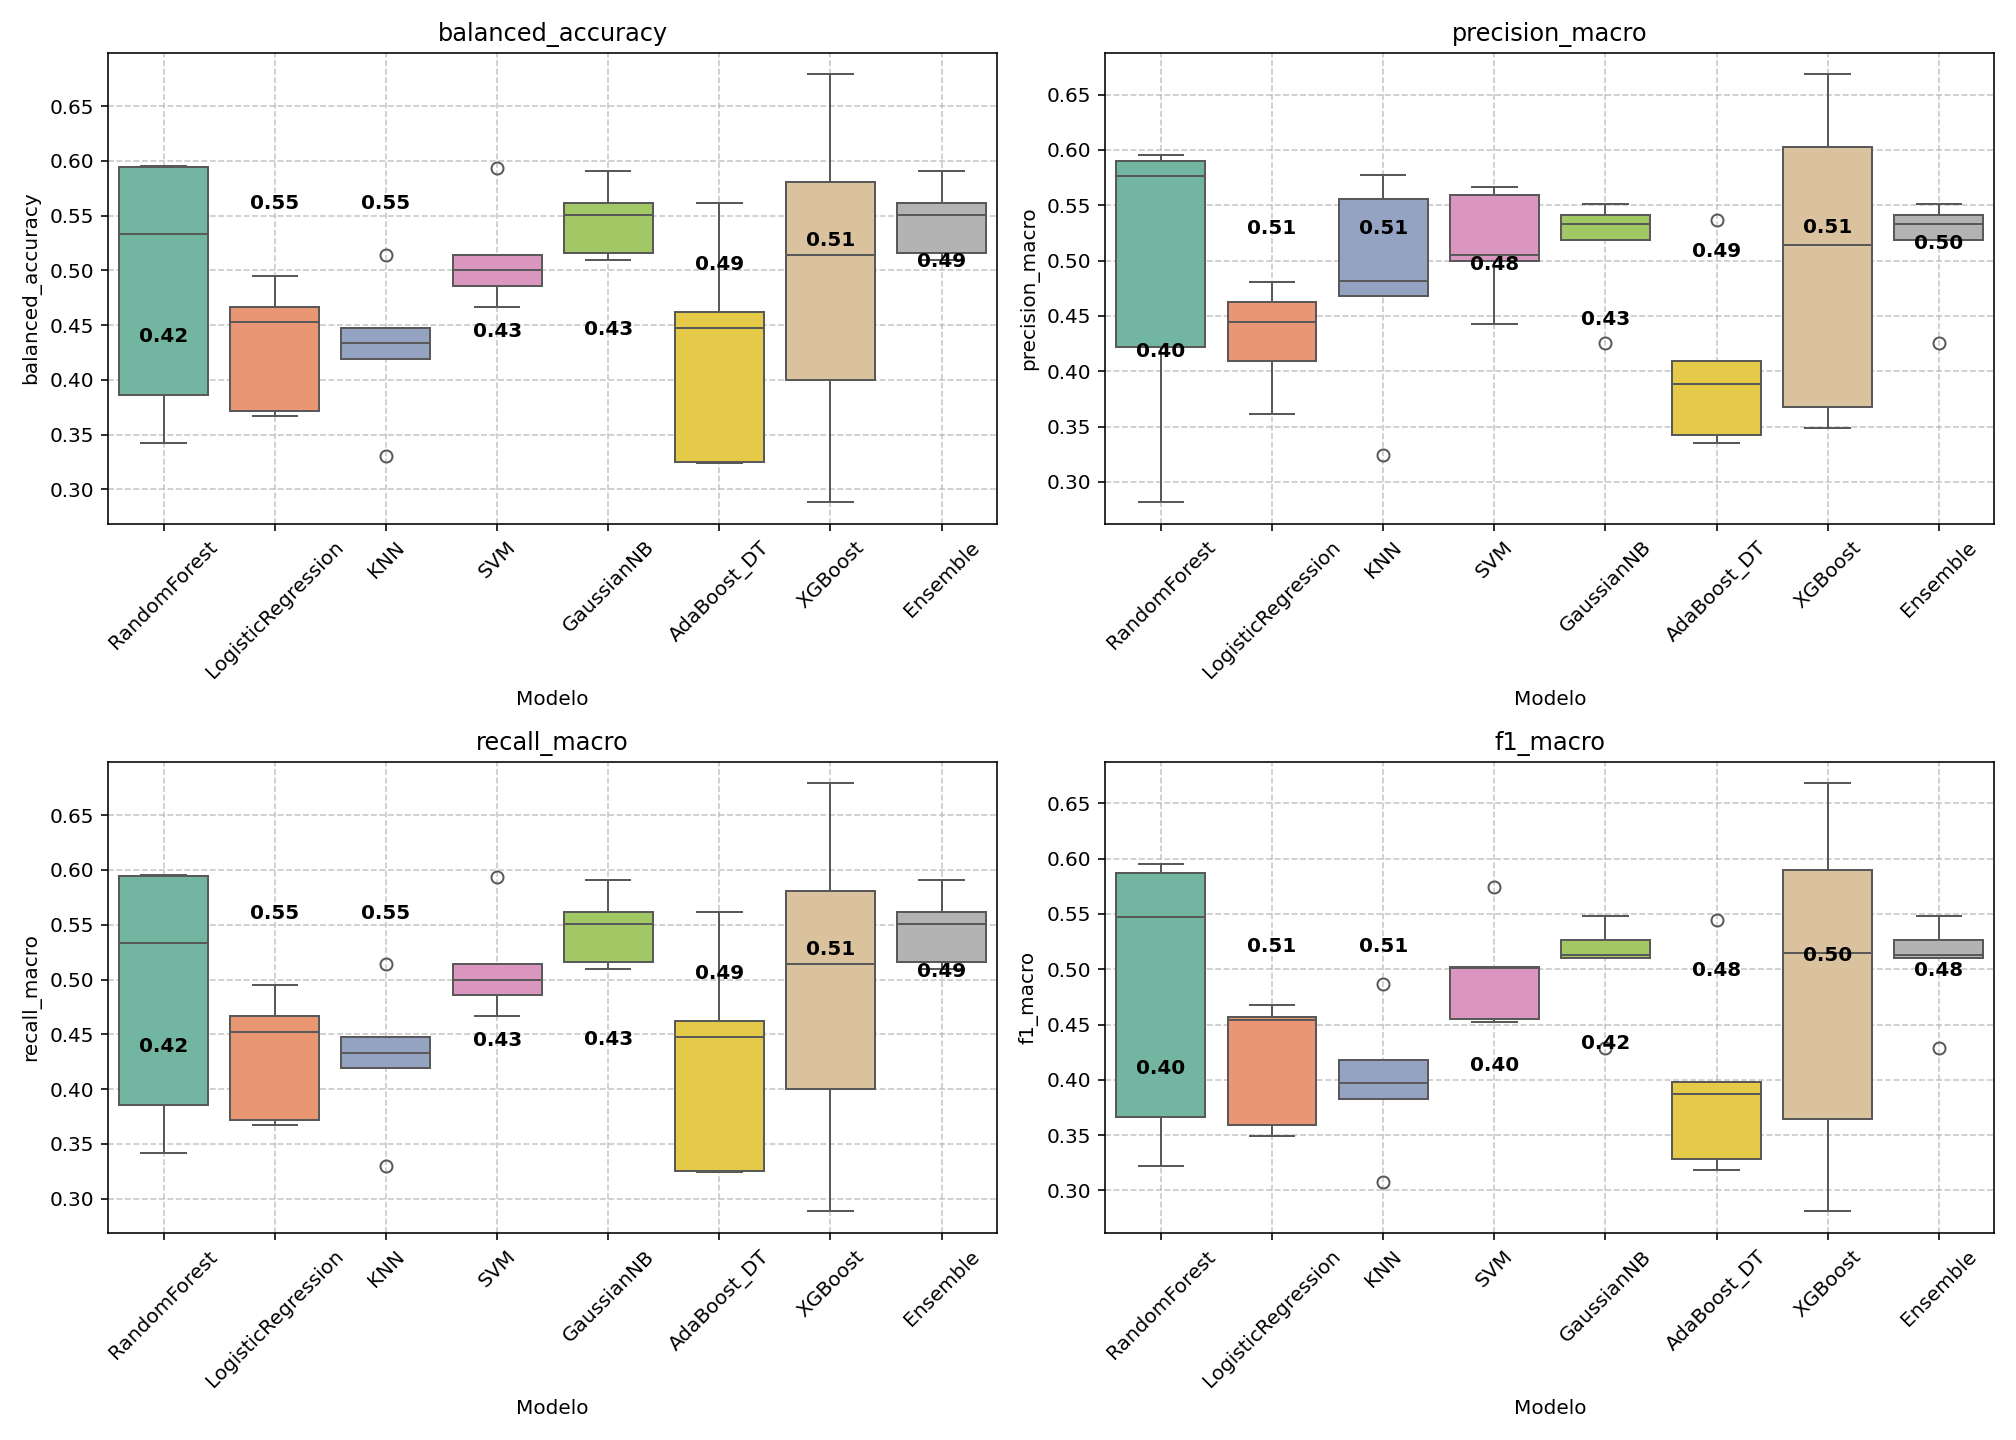 balanced_accuracy
balanced_accuracy
0.65
0.60
0.55
0.50
0.45
0.40
0.35
0.30
0.42
0.55
0.55
0.43
0.43
0.49
0.51
0.49
RandomForest
LogisticRegression
KNN
SVM
GaussianNB
AdaBoost_DT
XGBoost
Ensemble
Modelo
precision_macro
precision_macro
0.65
0.60
0.55
0.50
0.45
0.40
0.35
0.30
0.40
0.51
0.51
0.48
0.43
0.49
0.51
0.50
RandomForest
LogisticRegression
KNN
SVM
GaussianNB
AdaBoost_DT
XGBoost
Ensemble
Modelo
recall_macro
recall_macro
0.65
0.60
0.55
0.50
0.45
0.40
0.35
0.30
0.42
0.55
0.55
0.43
0.43
0.49
0.51
0.49
RandomForest
LogisticRegression
KNN
SVM
GaussianNB
AdaBoost_DT
XGBoost
Ensemble
Modelo
f1_macro
f1_macro
0.65
0.60
0.55
0.50
0.45
0.40
0.35
0.30
0.40
0.51
0.51
0.40
0.42
0.48
0.50
0.48
RandomForest
LogisticRegression
KNN
SVM
GaussianNB
AdaBoost_DT
XGBoost
Ensemble
Modelo